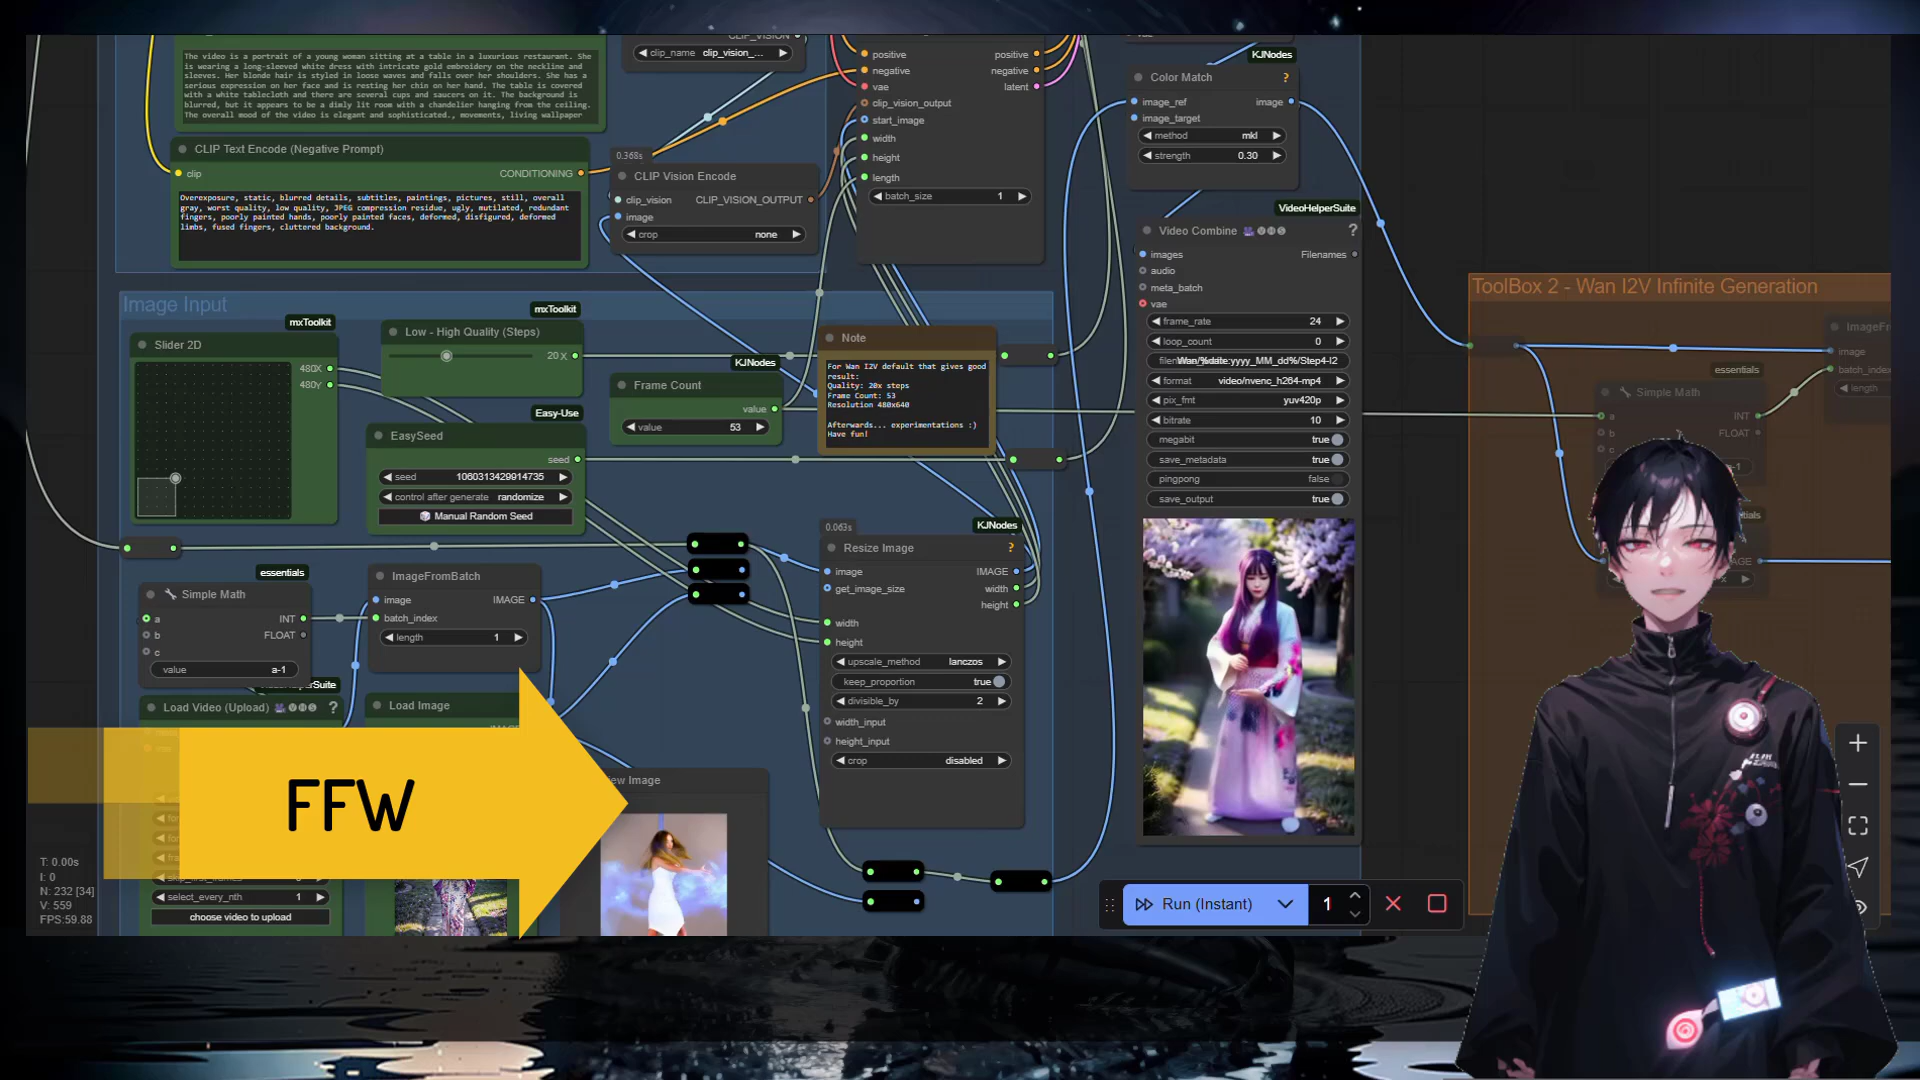 The video is a portrait of a young woman sitting at a table in a luxurious restaurant. She
is wearing a long-sleeved white dress with intricate gold embroidery on the neckline and
sleeves. Her blonde hair is styled in loose waves and falls over her shoulders. She has a
serious expression on her face and is resting her chin on her hand. The table is covered
with a white tablecloth and there are several cups and saucers on it. The background is
blurred, but it appears to be a dimly lit room with a chandelier hanging from the ceiling.
The overall mood of the video is elegant and sophisticated., movements, living wallpaper
CLIP Text Encode (Negative Prompt)
clip
CONDITIONING
Overexposure, static, blurred details, subtitles, paintings, pictures, still, overall
gray, worst quality, low quality, JPEG compression residue, ugly, mutilated, redundant
fingers, poorly painted hands, poorly painted faces, deformed, disfigured, deformed
limbs, fused fingers, cluttered background.
CLIP_VISION
clip_name clip_vision_...
0.368s
CLIP Vision Encode
clip_vision CLIP_VISION_OUTPUT
image
crop none
positive positive
negative negative
vae latent
clip_vision_output
start_image
width
height
length
batch_size 1
KJNodes
Color Match ?
image_ref image
image_target
method mkl
strength 0.30
VideoHelperSuite
Video Combine ?
images Filenames
audio
meta_batch
vae
frame_rate 24
loop_count 0
Wan/%date:yyyy_MM_dd%/Step4-I2
format video/nvenc_h264-mp4
pix_fmt yuv420p
bitrate 10
megabit true
save_metadata true
pingpong false
save_output true
Image Input
mxToolkit
Slider 2D
480X
480Y
mxToolkit
Low - High Quality (Steps)
20 X
Easy-Use
EasySeed
seed
seed 1060313429914735
control after generate randomize
Manual Random Seed
KJNodes
Frame Count
value
value 53
Note
For Wan I2V default that gives good
result:
Quality: 20x steps
Frame Count: 53
Resolution 480x640
Afterwards... experimentations :)
Have fun!
0.063s
KJNodes
Resize Image ?
image IMAGE
get_image_size width
height
width
height
upscale_method lanczos
keep_proportion true
divisible_by 2
width_input
height_input
crop disabled
essentials
Simple Math
a INT
b FLOAT
c
value a-1
ImageFromBatch
image IMAGE
batch_index
length 1
Load Video (Upload) ?
Load Image
select_every_nth 1
choose video to upload
Image
FFW
T: 0.00s
I: 0
N: 232 [34]
V: 559
FPS:59.88
ToolBox 2 - Wan I2V Infinite Generation
image
batch_index
length
essentials
Simple Math
a INT
b FLOAT
Run (Instant) 1